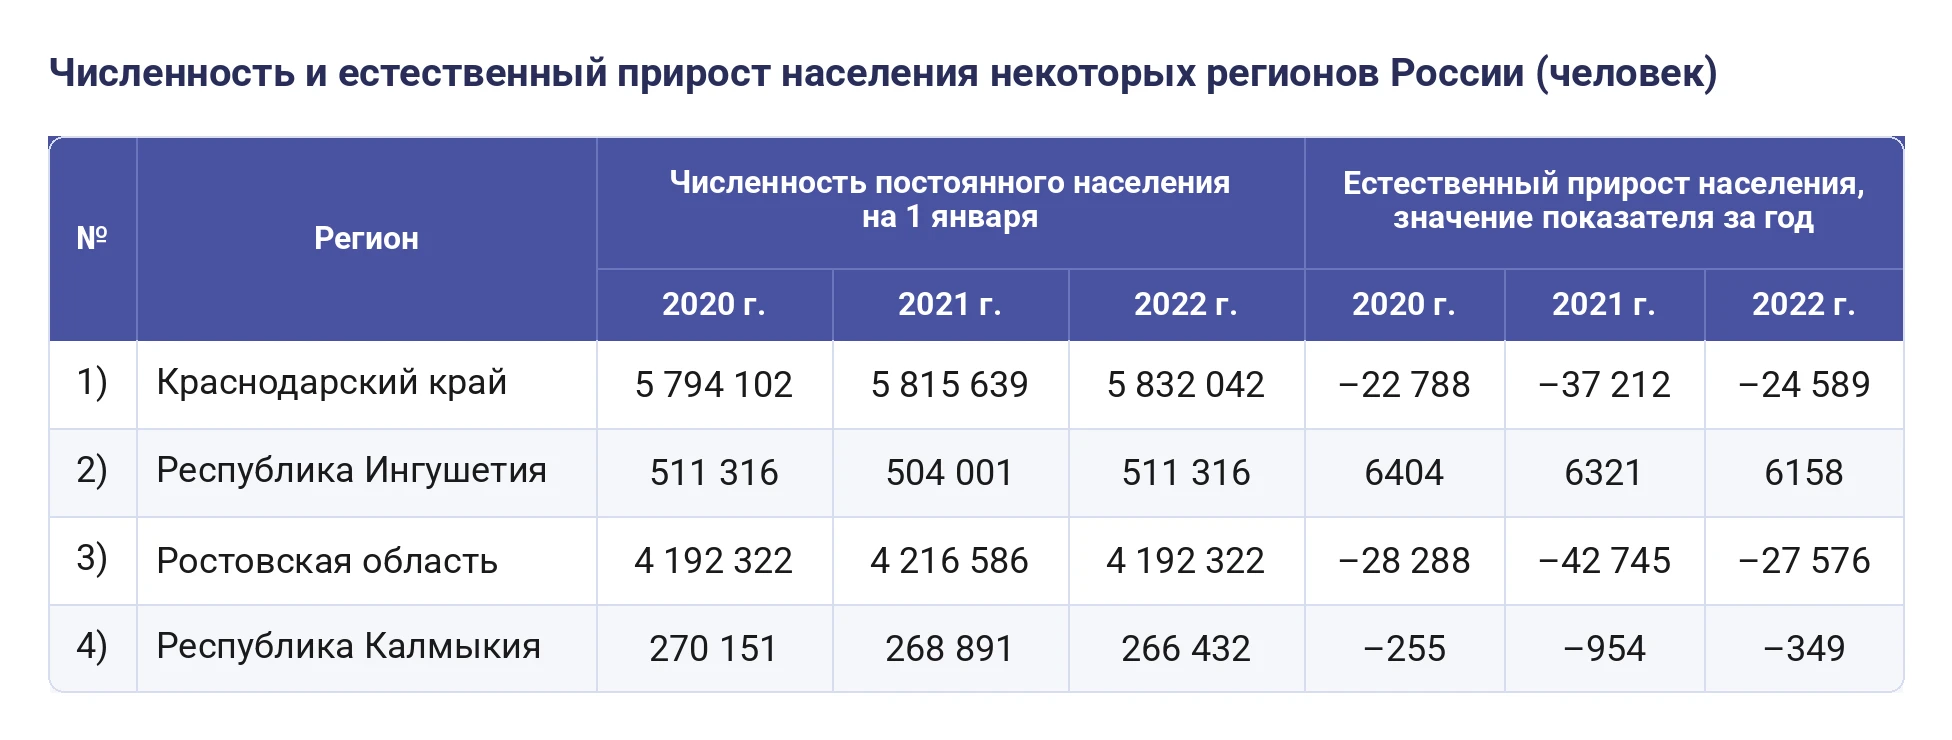 Численность и естественный прирост населения некоторых регионов России (человек)
№ Регион Численность постоянного населения на 1 января Естественный прирост населения, значение показателя за год
2020 г. 2021 г. 2022 г. 2020 г. 2021 г. 2022 г.
1) Краснодарский край 5 794 102 5 815 639 5 832 042 –22 788 –37 212 –24 589
2) Республика Ингушетия 511 316 504 001 511 316 6404 6321 6158
3) Ростовская область 4 192 322 4 216 586 4 192 322 –28 288 –42 745 –27 576
4) Республика Калмыкия 270 151 268 891 266 432 –255 –954 –349